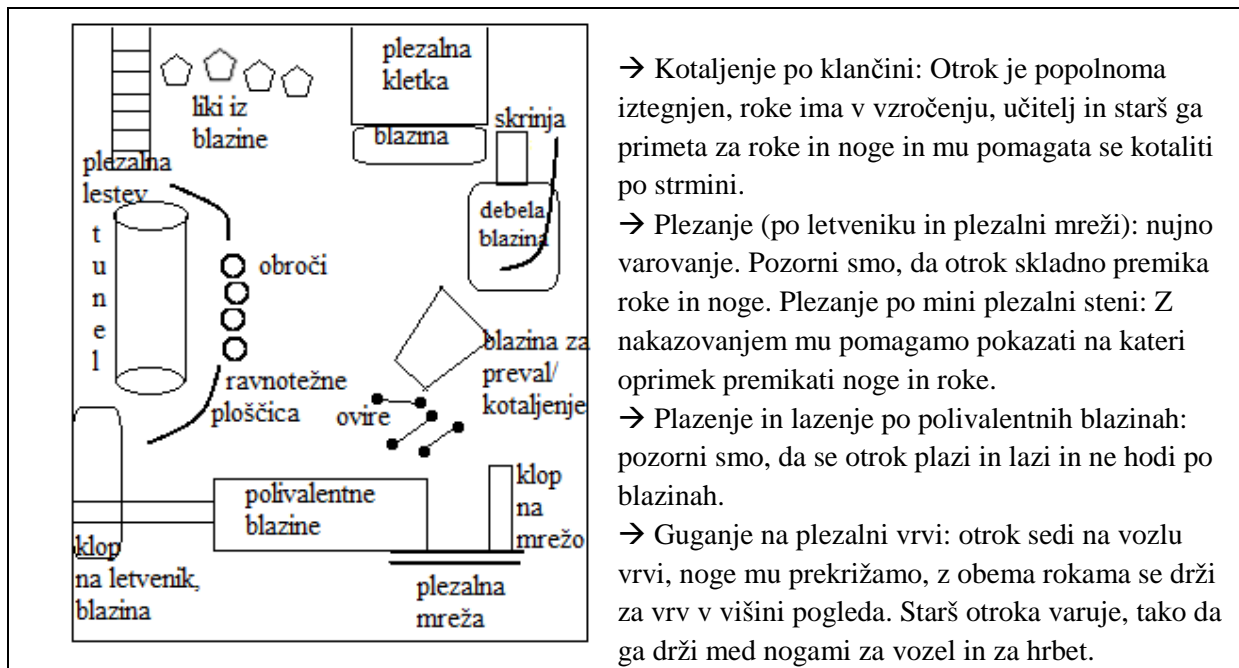 plezalna
kletka
liki iz
blazine
blazina
skrinja
plezalna
lestev
debela
blazina
t
u
n
e
l
obroči
ravnotežne
ploščica
ovire
blazina za
preval/
kotaljenje
polivalentne
blazine
klop
na
mrežo
klop
na letvenik,
blazina
plezalna
mreža
→ Kotaljenje po klančini: Otrok je popolnoma
iztegnjen, roke ima v vzročenju, učitelj in starš ga
primeta za roke in noge in mu pomagata se kotaliti
po strmini.
→ Plezanje (po letveniku in plezalni mreži): nujno
varovanje. Pozorni smo, da otrok skladno premika
roke in noge. Plezanje po mini plezalni steni: Z
nakazovanjem mu pomagamo pokazati na kateri
oprimek premikati noge in roke.
→ Plazenje in lazenje po polivalentnih blazinah:
pozorni smo, da se otrok plazi in lazi in ne hodi po
blazinah.
→ Guganje na plezalni vrvi: otrok sedi na vozlu
vrvi, noge mu prekrižamo, z obema rokama se drži
za vrv v višini pogleda. Starš otroka varuje, tako da
ga drži med nogami za vozel in za hrbet.